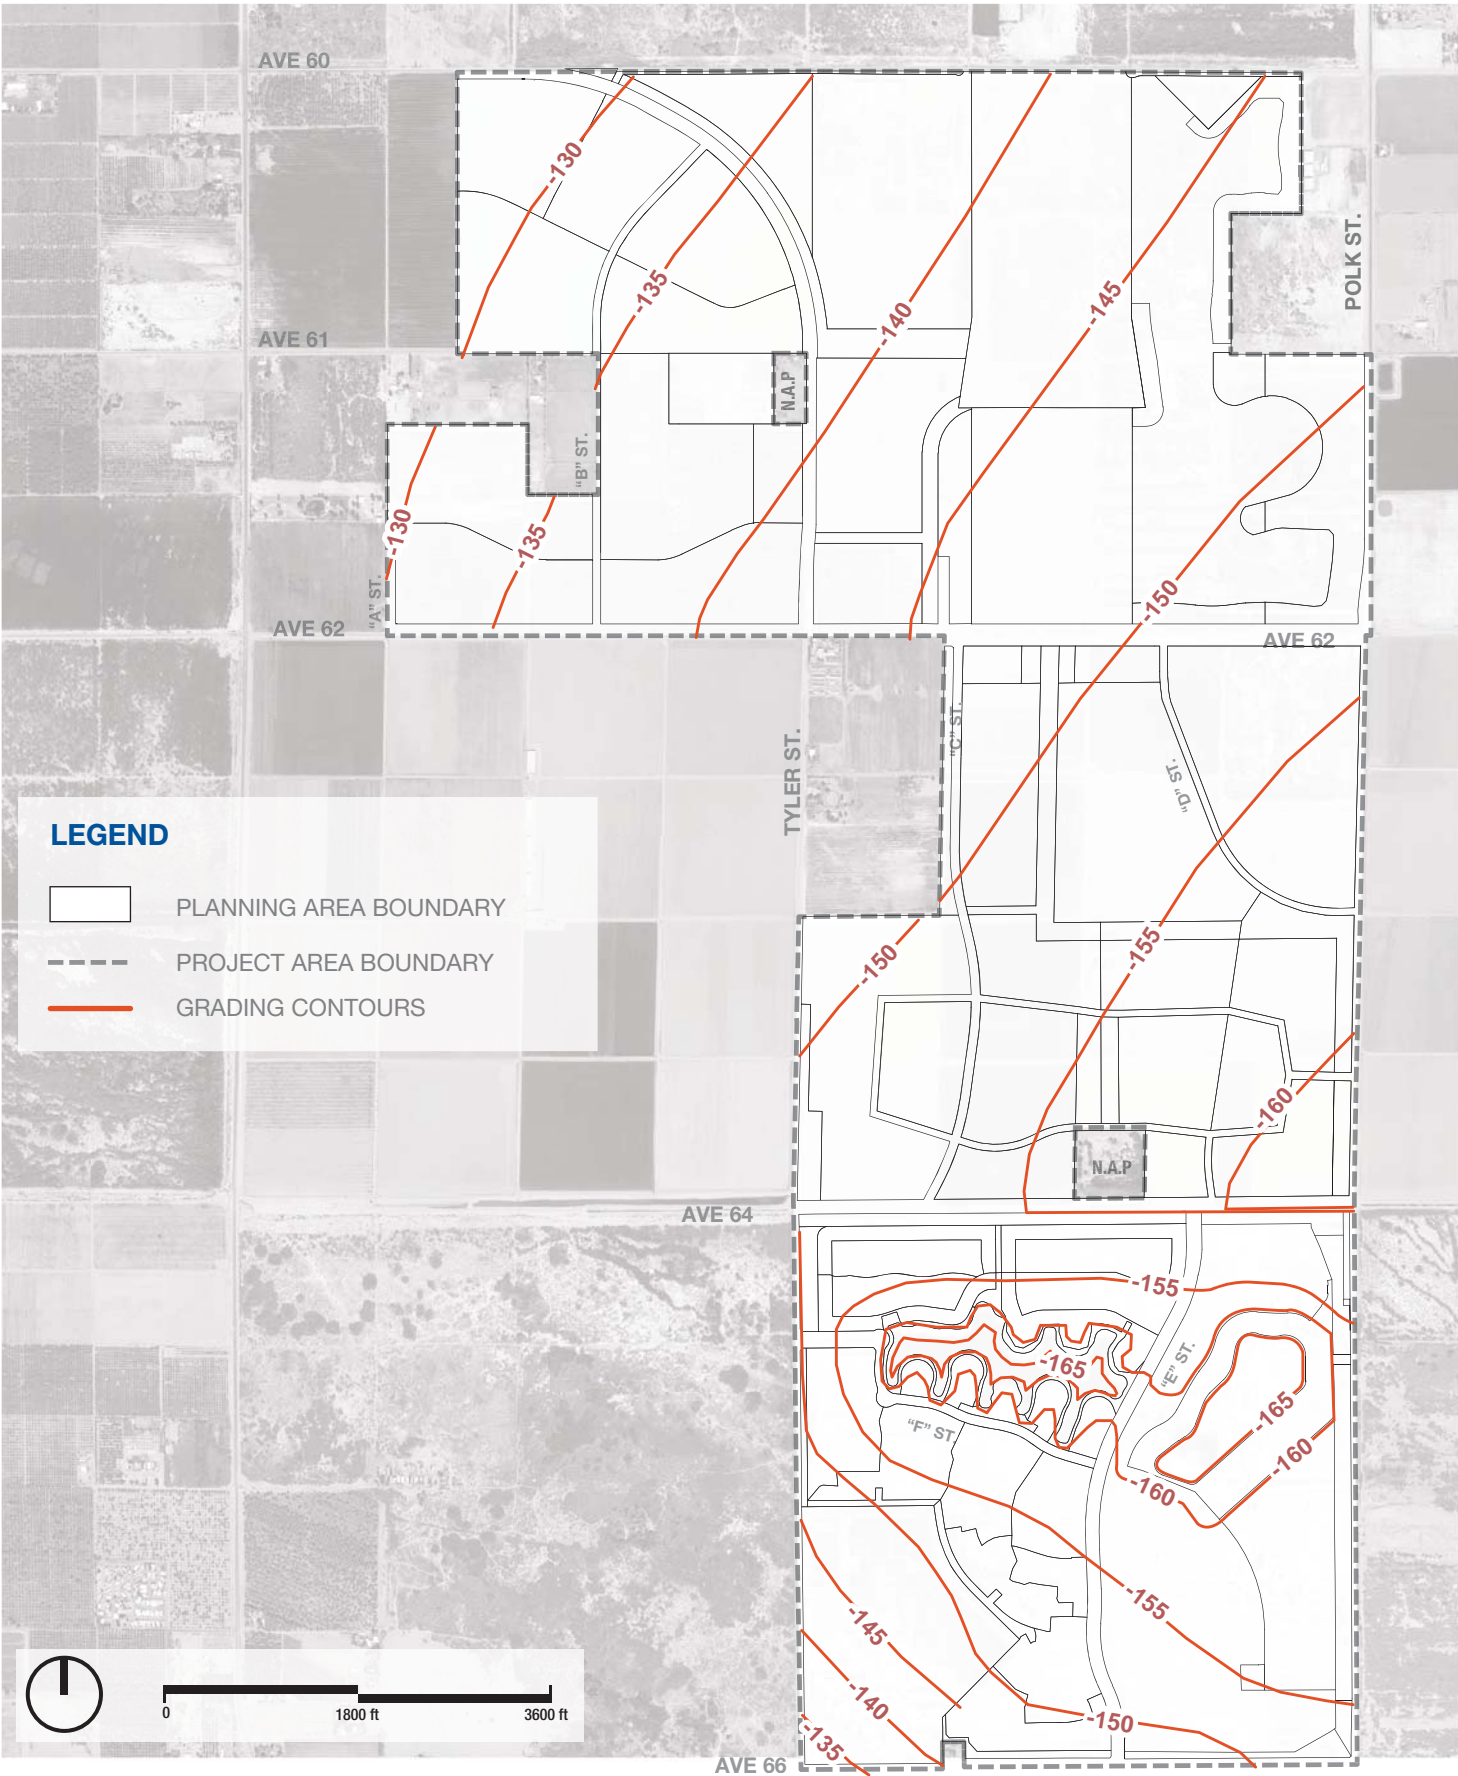 AVE 60
-130
-135
-140
-145
POLK ST.
AVE 61
N.A.P
"B" ST.
-130
-135
"A" ST.
-150
AVE 62
AVE 62
"C" ST.
TYLER ST.
"D" ST.
LEGEND
PLANNING AREA BOUNDARY
PROJECT AREA BOUNDARY
GRADING CONTOURS
-150
-155
-160
N.A.P
AVE 64
-155
-165
"E" ST.
-165
"F" ST
-160
-160
-155
-145
-140
-150
-135
0
1800 ft
3600 ft
AVE 66